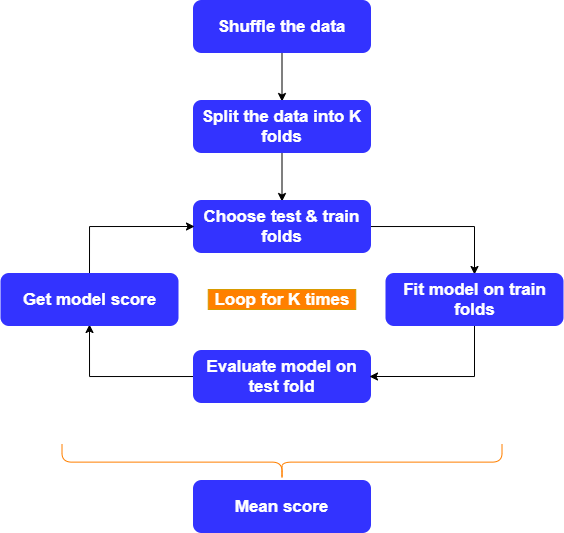 Shuffle the data
Split the data into K
folds
Choose test & train
folds
Get model score
Loop for K times
Fit model on train
folds
Evaluate model on
test fold
Mean score